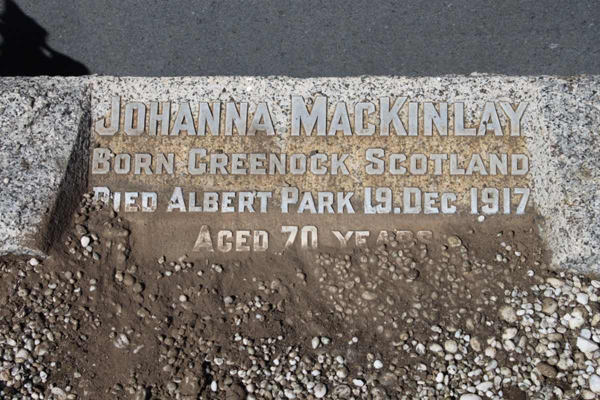 JOHANNA MACKINLAY
BORN GREENOCK SCOTLAND
DIED ALBERT PARK 19.DEC 1917
AGED 70 YEARS